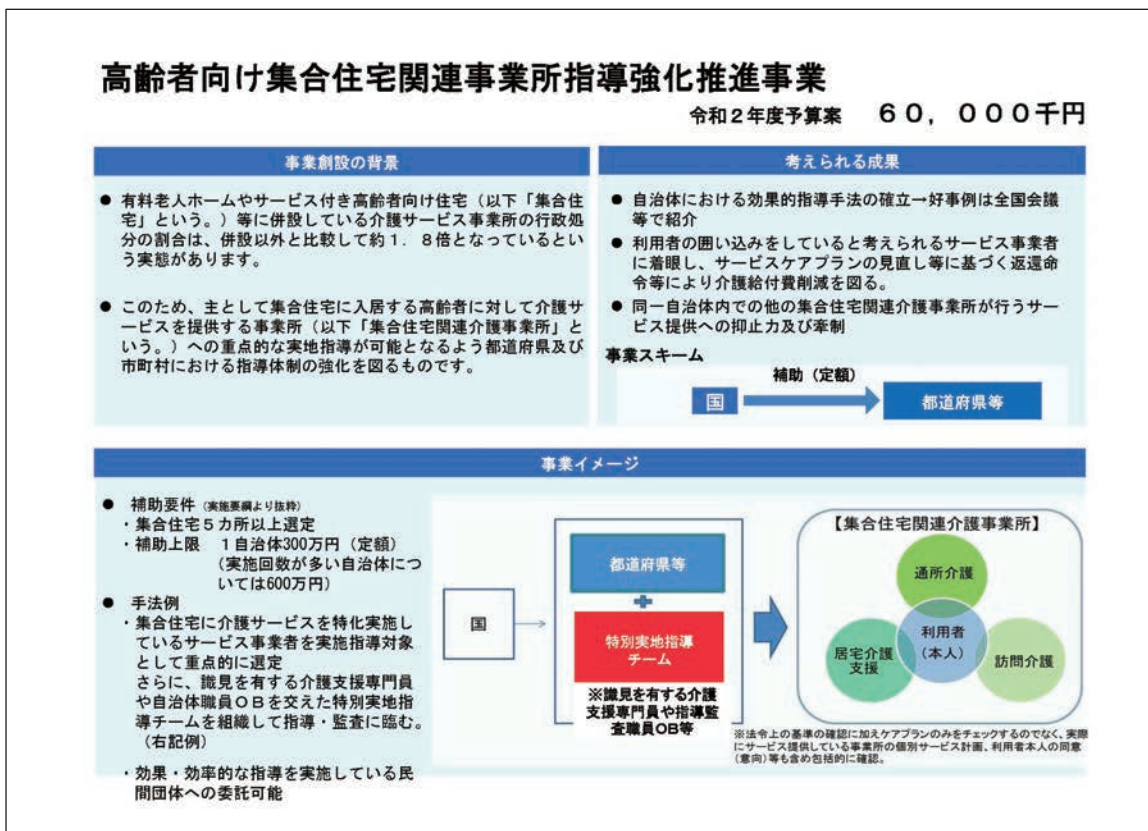 高齢者向け集合住宅関連事業所指導強化推進事業
令和２年度予算案　６０，０００千円
事業創設の背景
● 有料老人ホームやサービス付き高齢者向け住宅（以下「集合住
宅」という。）等に併設している介護サービス事業所の行政処
分の割合は、併設以外と比較して約１．８倍となっているとい
う実態があります。
● このため、主として集合住宅に入居する高齢者に対して介護サ
ービスを提供する事業所（以下「集合住宅関連介護事業所」と
いう。）への重点的な実地指導が可能となるよう都道府県及び
市町村における指導体制の強化を図るものです。
考えられる成果
● 自治体における効果的指導手法の確立→好事例は全国会議
等で紹介
● 利用者の囲い込みをしていると考えられるサービス事業者
に着眼し、サービスケアプランの見直し等に基づく返還命
令等により介護給付費削減を図る。
● 同一自治体内での他の集合住宅関連介護事業所が行うサー
ビス提供への抑止力及び牽制
事業スキーム
補助（定額）
国
都道府県等
事業イメージ
● 補助要件（実施要綱より抜粋）
・集合住宅５カ所以上選定
・補助上限　１自治体300万円（定額）
（実施回数が多い自治体につ
いては600万円）
● 手法例
・集合住宅に介護サービスを特化実施し
ているサービス事業者を実施指導対象
として重点的に選定
さらに、識見を有する介護支援専門員
や自治体職員ＯＢを交えた特別実地指
導チームを組織して指導・監査に臨む。
（右記例）
・効果・効率的な指導を実施している民
間団体への委託可能
国
都道府県等
特別実地指導
チーム
※識見を有する介護
支援専門員や指導監
査職員OB等
【集合住宅関連介護事業所】
通所介護
利用者
（本人）
居宅介護
支援
訪問介護
※法令上の基準の確認に加えケアプランのみをチェックするのでなく、実際
にサービス提供している事業所の個別サービス計画、利用者本人の同意
（意向）等も含め包括的に確認。